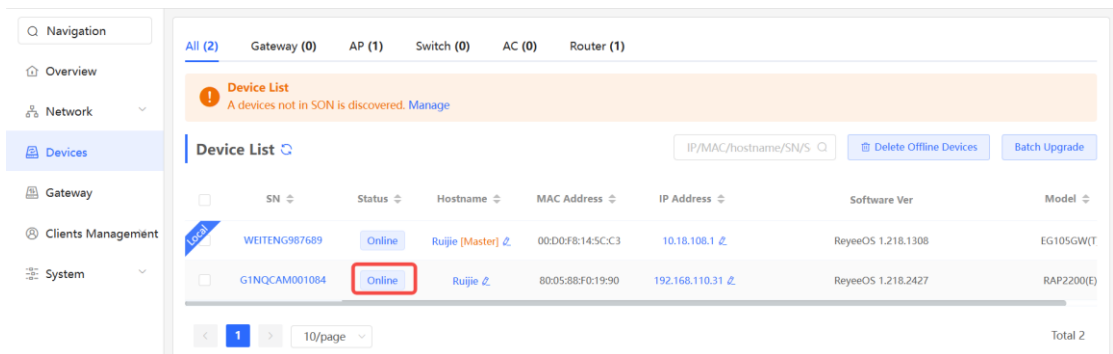 Navigation
Overview
Network
Devices
Gateway
Clients Management
System
All (2) Gateway (0) AP (1) Switch (0) AC (0) Router (1)
Device List
A devices not in SON is discovered. Manage
Device List IP/MAC/hostname/SN/S Delete Offline Devices Batch Upgrade
SN Status Hostname MAC Address IP Address Software Ver Model
Local WEITENG987689 Online Ruijie [Master] 00:D0:F8:14:5C:C3 10.18.108.1 ReyeeOS 1.218.1308 EG105GW(T
G1NQCAM001084 Online Ruijie 80:05:88:F0:19:90 192.168.110.31 ReyeeOS 1.218.2427 RAP2200(E)
1 10/page Total 2